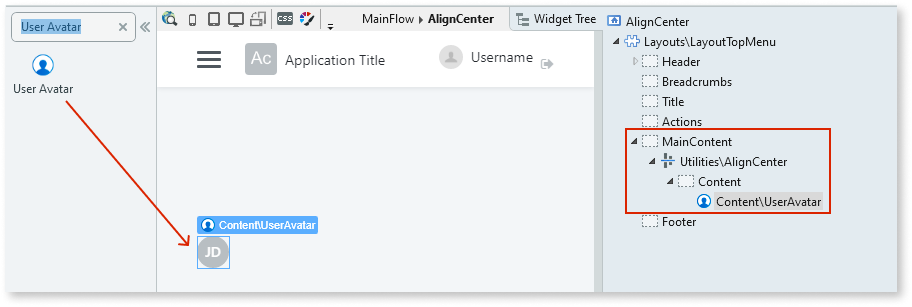 User Avatar
User Avatar
CSS
MainFlow > AlignCenter
Widget Tree
Ac
Application Title
Username
Content\UserAvatar
JD
AlignCenter
Layouts\LayoutTopMenu
Header
Breadcrumbs
Title
Actions
MainContent
Utilities\AlignCenter
Content
Content\UserAvatar
Footer